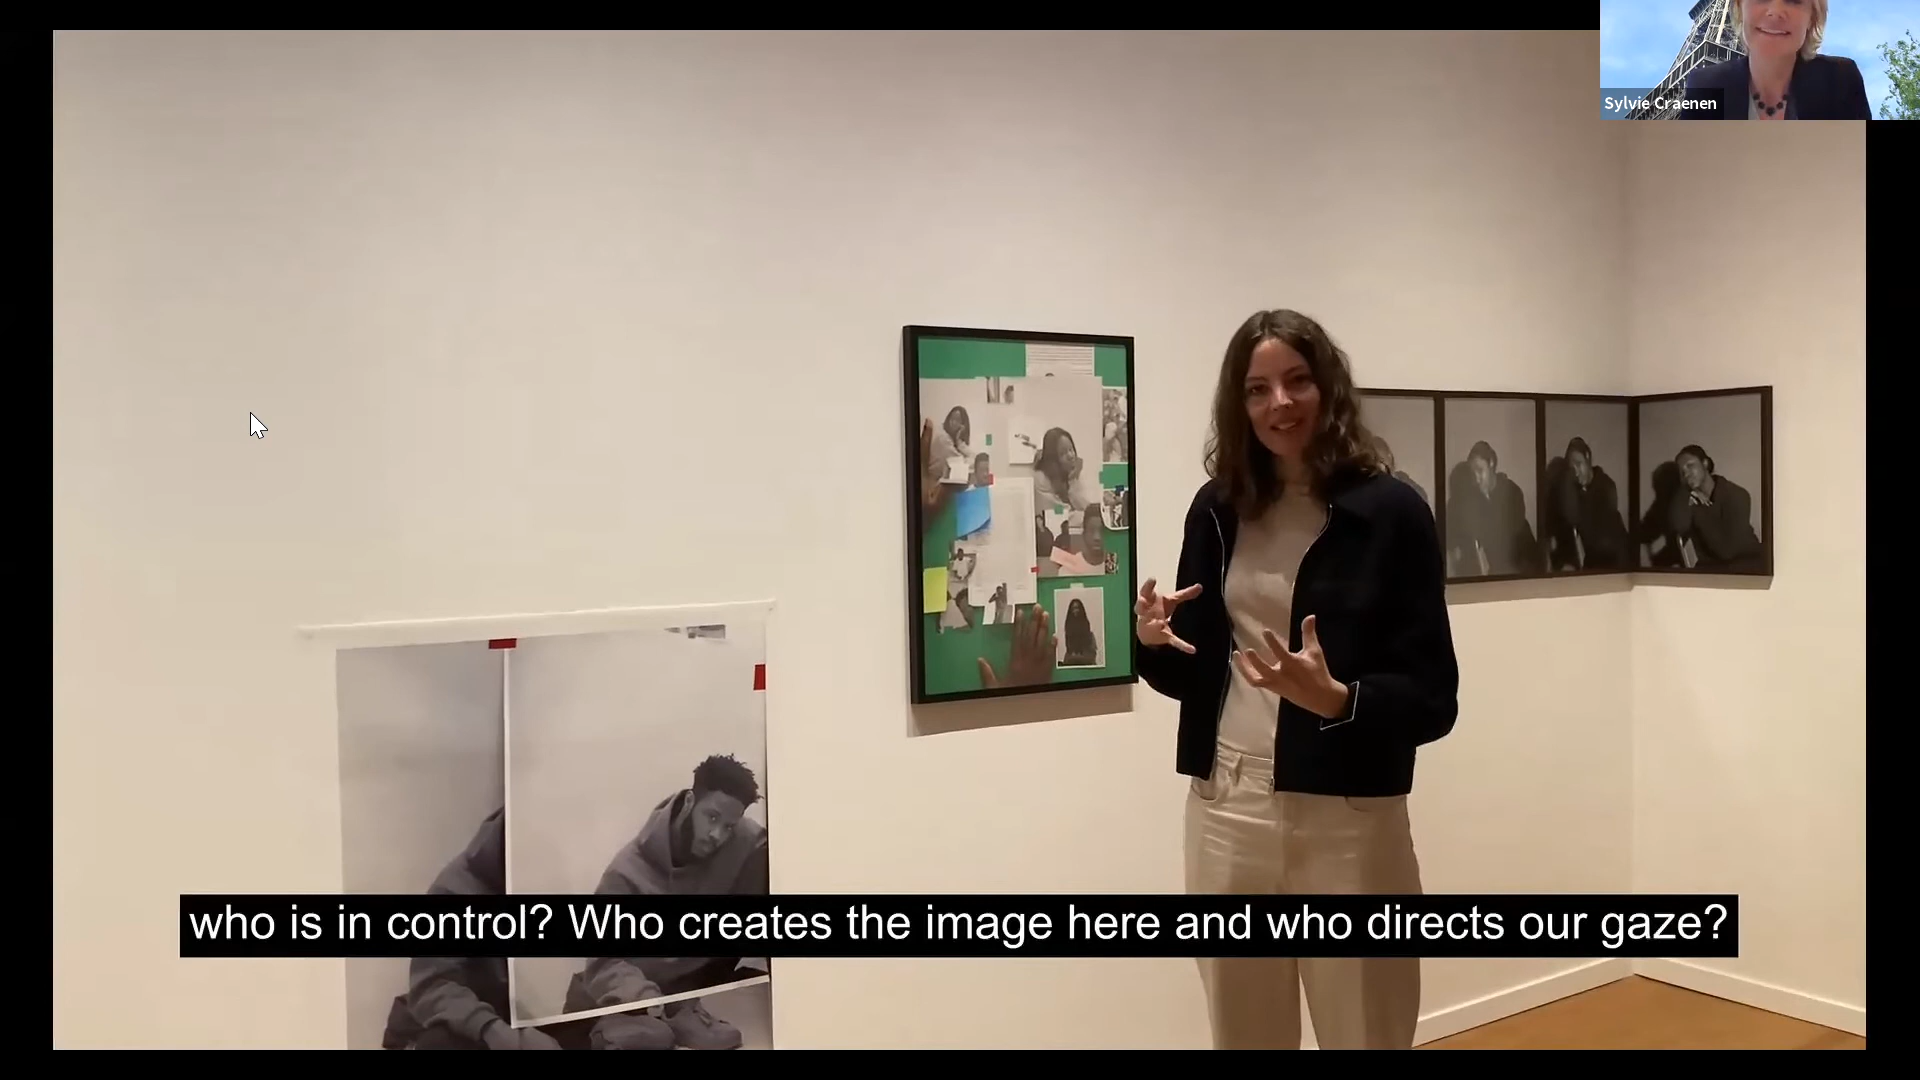 Sylvie Craenen
who is in control? Who creates the image here and who directs our gaze?